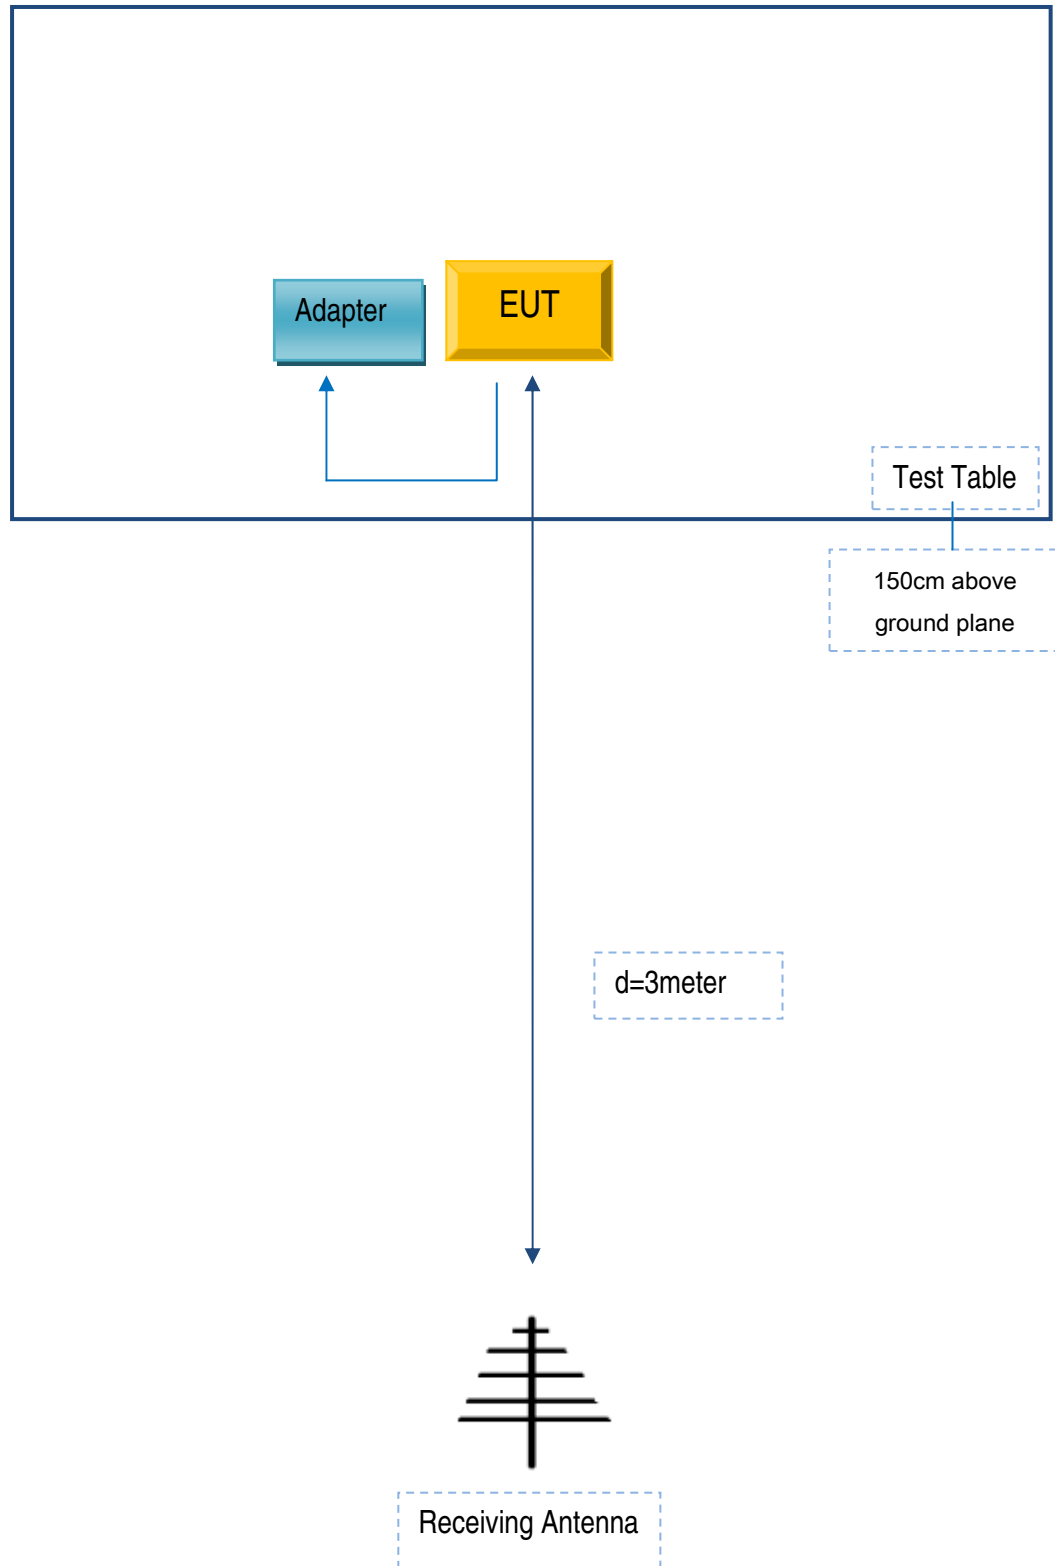 Adapter
EUT
Test Table
150cm above
ground plane
d=3meter
Receiving Antenna